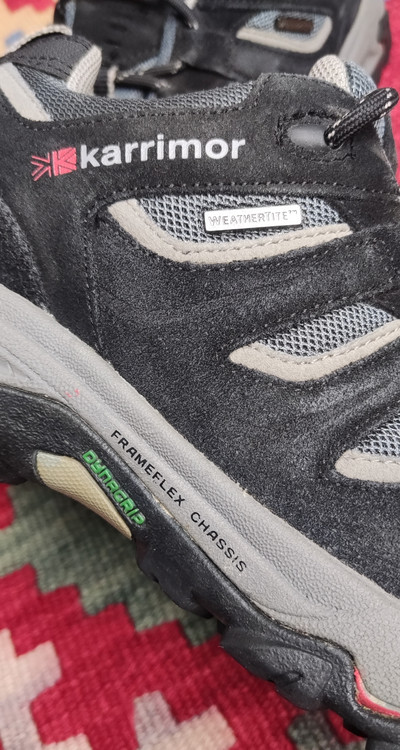 karrimor
WEATHERTITE™
FRAMEFLEX CHASSIS
DYNAGRIP